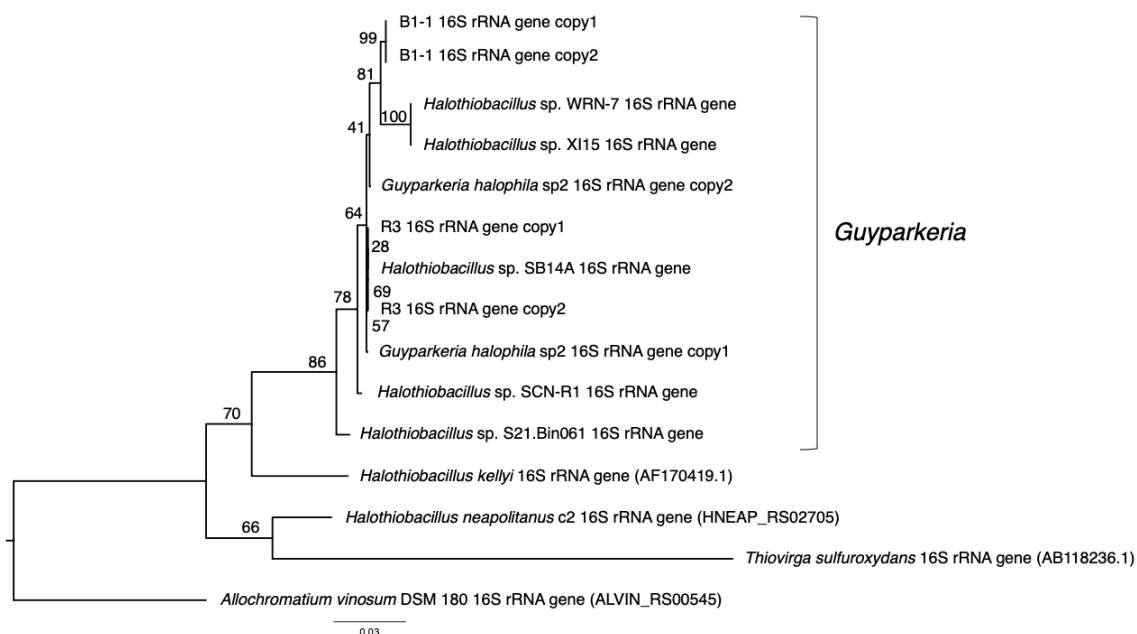 B1-1 16S rRNA gene copy1
99
B1-1 16S rRNA gene copy2
81
Halothiobacillus sp. WRN-7 16S rRNA gene
100
41
Halothiobacillus sp. XI15 16S rRNA gene
Guyparkeria halophila sp2 16S rRNA gene copy2
64
R3 16S rRNA gene copy1
Guyparkeria
28
Halothiobacillus sp. SB14A 16S rRNA gene
69
78
R3 16S rRNA gene copy2
57
Guyparkeria halophila sp2 16S rRNA gene copy1
86
Halothiobacillus sp. SCN-R1 16S rRNA gene
70
Halothiobacillus sp. S21.Bin061 16S rRNA gene
Halothiobacillus kellyi 16S rRNA gene (AF170419.1)
Halothiobacillus neapolitanus c2 16S rRNA gene (HNEAP_RS02705)
66
Thiovirga sulfuroxydans 16S rRNA gene (AB118236.1)
Allochromatium vinosum DSM 180 16S rRNA gene (ALVIN_RS00545)
0.03